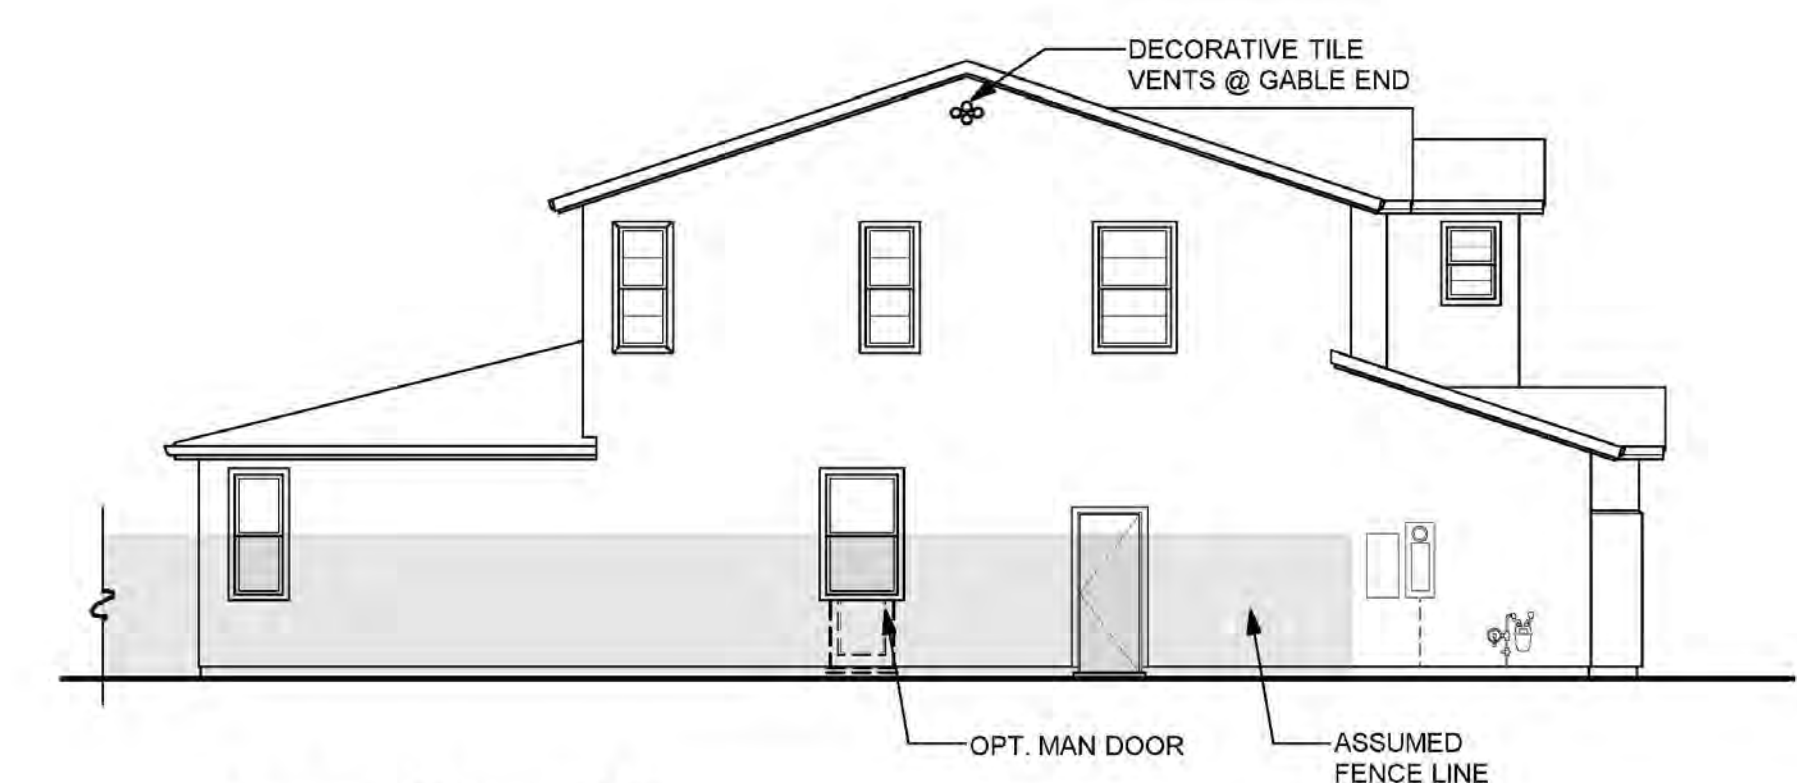 DECORATIVE TILE
VENTS @ GABLE END
OPT. MAN DOOR
ASSUMED
FENCE LINE